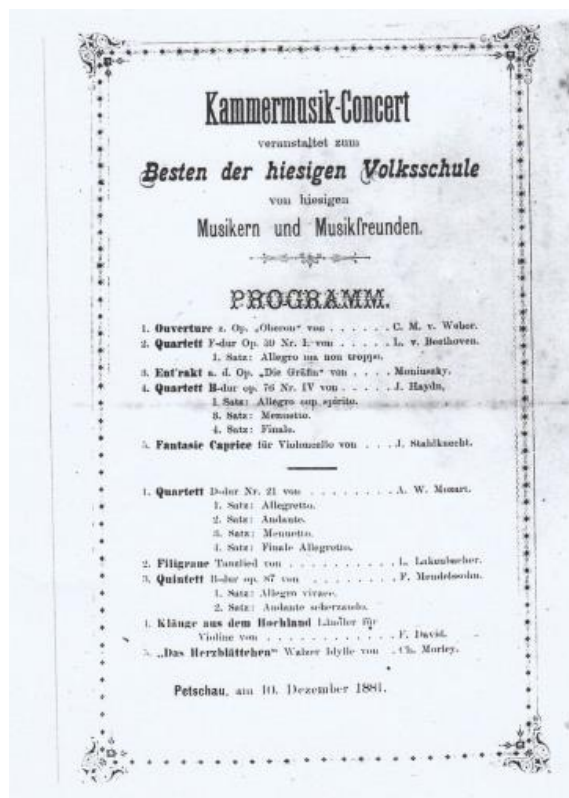 Kammermusik-Concert
veranstaltet zum
Besten der hiesigen Volksschule
von hiesigen
Musikern und Musikfreunden.
PROGRAMM.
1. Ouverture z. Op. „Oberon“ von . . . . . . C. M. v. Weber.
2. Quartett F-dur Op. 59 Nr. I. von . . . . . L. v. Beethoven.
1. Satz: Allegro ma non troppo.
3. Ent'rakt a. d. Op. „Die Gräfin“ von . . . . Moniuszky.
4. Quartett B-dur op. 76 Nr. IV von . . . . . J. Haydn,
1. Satz: Allegro con spirito.
3. Satz: Menuetto.
4. Satz: Finale.
5. Fantasie Caprice für Violoncello von . . . J. Stahlknecht.
1. Quartett D-dur Nr. 21 von . . . . . . . . A. W. Mozart.
1. Satz: Allegretto.
2. Satz: Andante.
3. Satz: Menuetto.
4. Satz: Finale Allegretto.
2. Filigrane Tanzlied von . . . . . . . . . . L.
3. Quintett B-dur op. 87 von . . . . . . . . F. Mendelssohn.
1. Satz: Allegro vivace.
2. Satz: Andante scherzando.
4. Klänge aus dem Hochland Ländler für
Violine von . . . . . . . . . . . . F. David.
5. „Das Herzblättchen“ Walzer Idylle von . Ch. Morley.
Petschau, am 10. Dezember 1881.